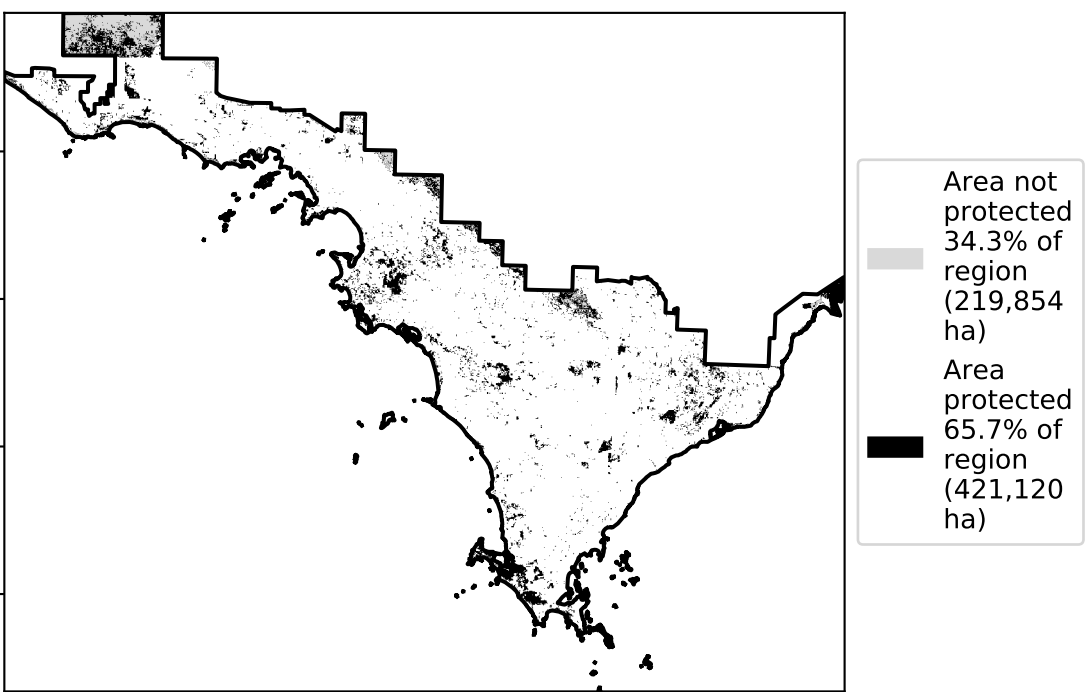 Area not
protected
34.3% of
region
(219,854
ha)
Area
protected
65.7% of
region
(421,120
ha)